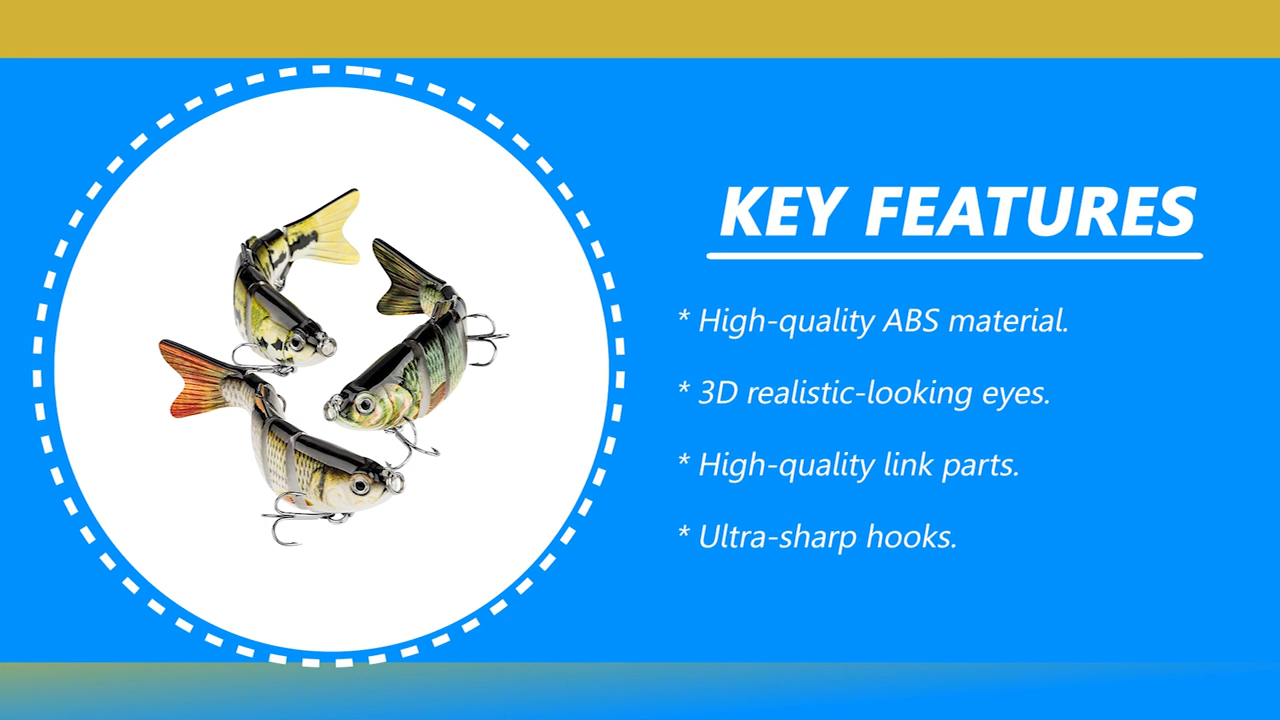 KEY FEATURES
* High-quality ABS material.
* 3D realistic-looking eyes.
* High-quality link parts.
* Ultra-sharp hooks.